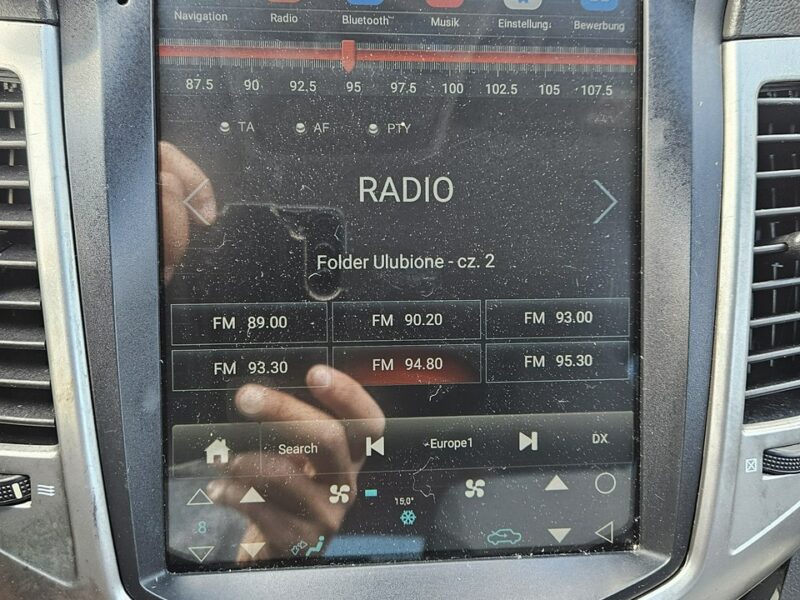 Navigation Radio Bluetooth™ Musik Einstellung. Bewerbung
87.5 90 92.5 95 97.5 100 102.5 105 107.5
TA AF PTY
RADIO
Folder Ulubione - cz. 2
FM 89.00 FM 90.20 FM 93.00
FM 93.30 FM 94.80 FM 95.30
Search -Europe1 DX
15,0°
8